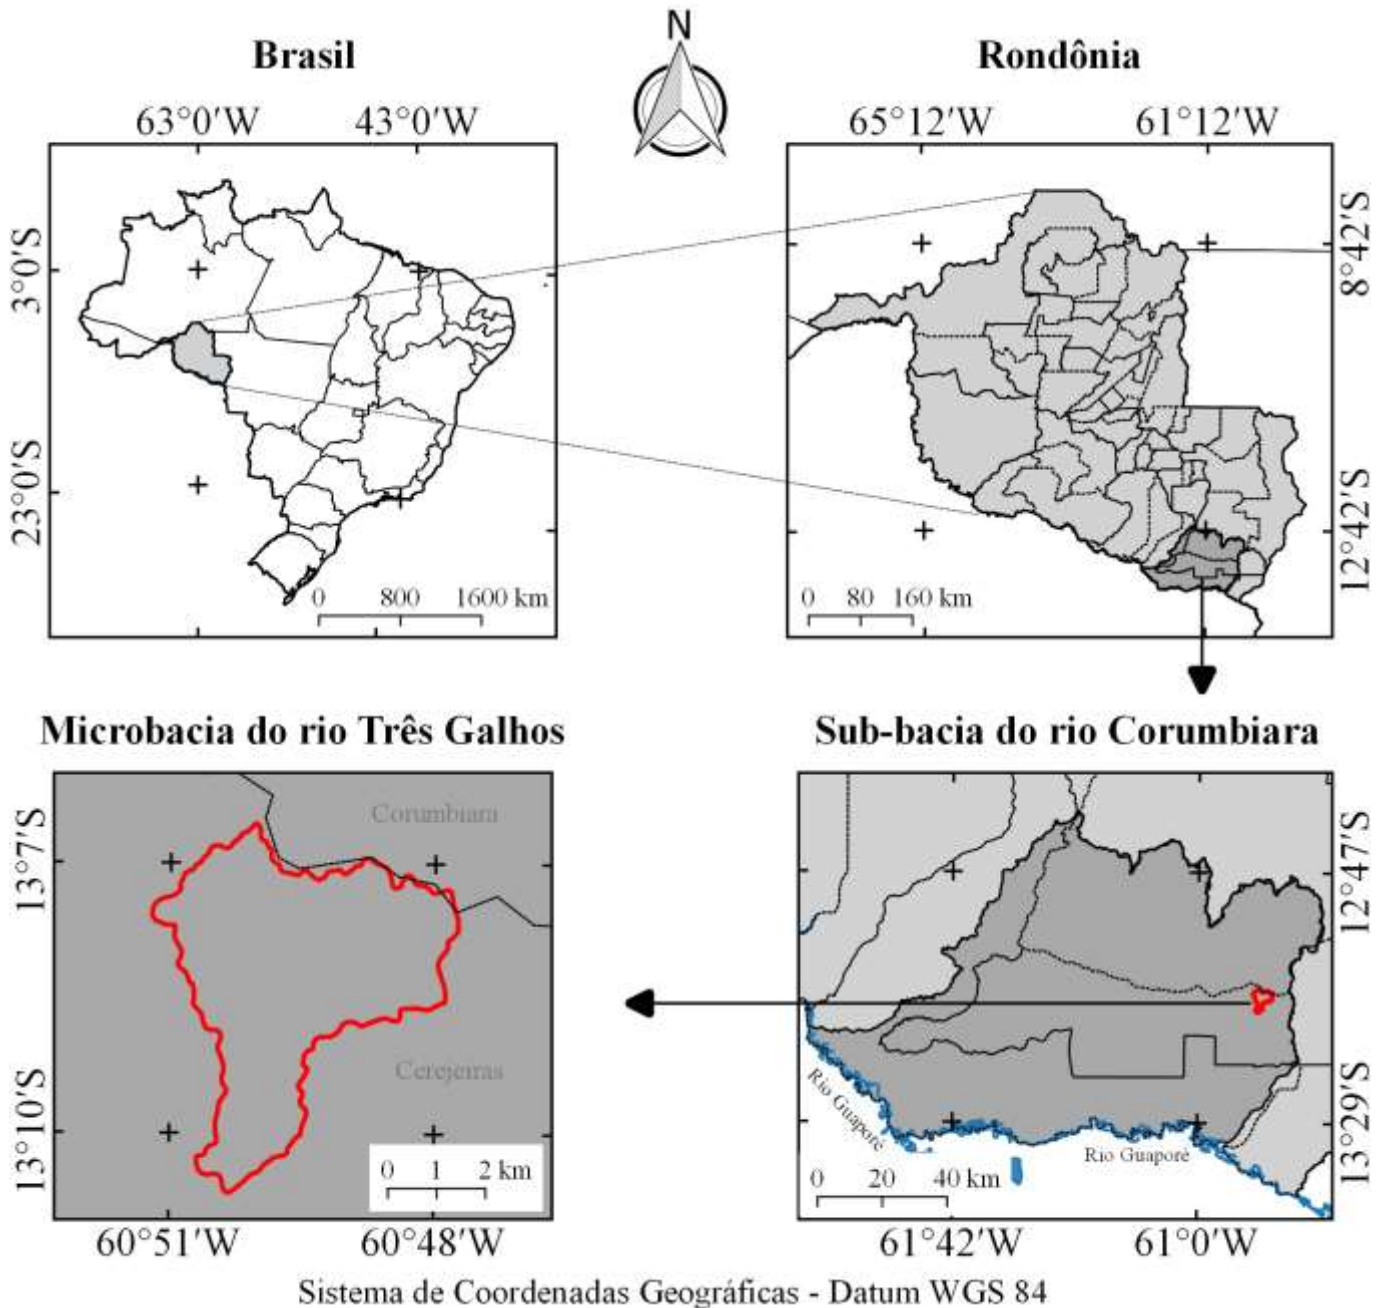 N
Brasil
Rondônia
63°0'W 43°0'W
65°12'W 61°12'W
3°0'S
23°0'S
8°42'S
12°42'S
0 800 1600 km
0 80 160 km
Microbacia do rio Três Galhos
Sub-bacia do rio Corumbiara
Corumbiara
Cerejeiras
13°7'S
13°10'S
0 1 2 km
60°51'W 60°48'W
12°47'S
13°29'S
Rio Guaporé
Rio Guaporé
0 20 40 km
61°42'W 61°0'W
Sistema de Coordenadas Geográficas - Datum WGS 84